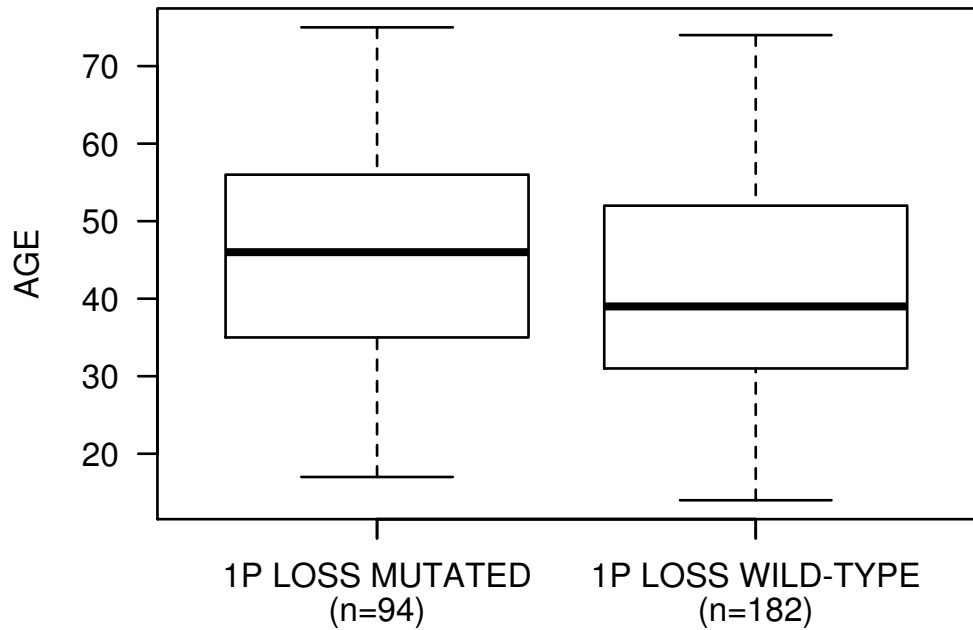 AGE
70
60
50
40
30
20
1P LOSS MUTATED
(n=94)
1P LOSS WILD-TYPE
(n=182)